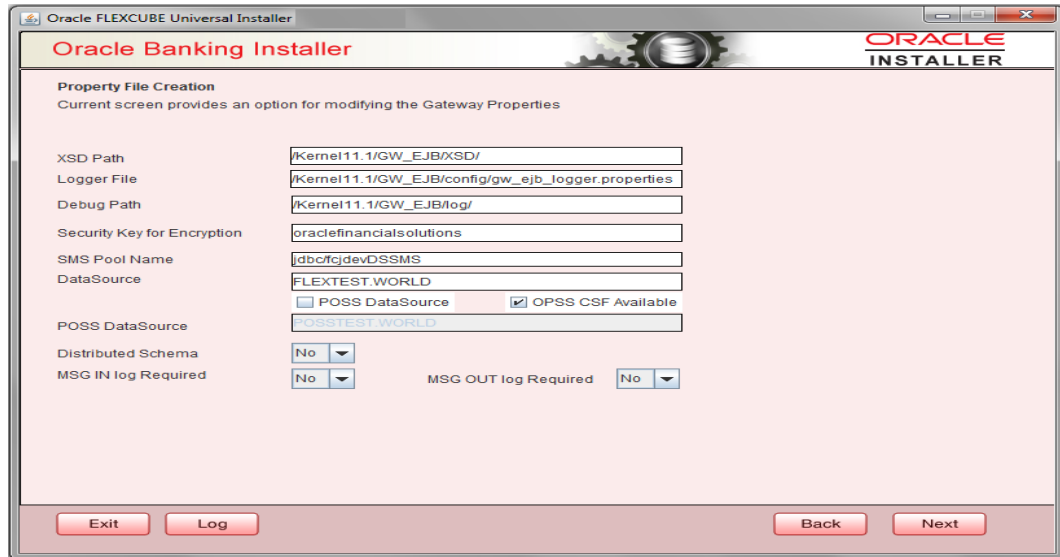 Oracle FLEXCUBE Universal Installer
Oracle Banking Installer
ORACLE
INSTALLER
Property File Creation
Current screen provides an option for modifying the Gateway Properties
XSD Path /Kernel11.1/GW_EJB/XSD/
Logger File /Kernel11.1/GW_EJB/config/gw_ejb_logger.properties
Debug Path /Kernel11.1/GW_EJB/log/
Security Key for Encryption oraclefinancialsolutions
SMS Pool Name jdbc/fcjdevDSSMS
DataSource FLEXTEST.WORLD
POSS DataSource OPSS CSF Available
POSS DataSource POSSTEST.WORLD
Distributed Schema No
MSG IN log Required No MSG OUT log Required No
Exit Log Back Next